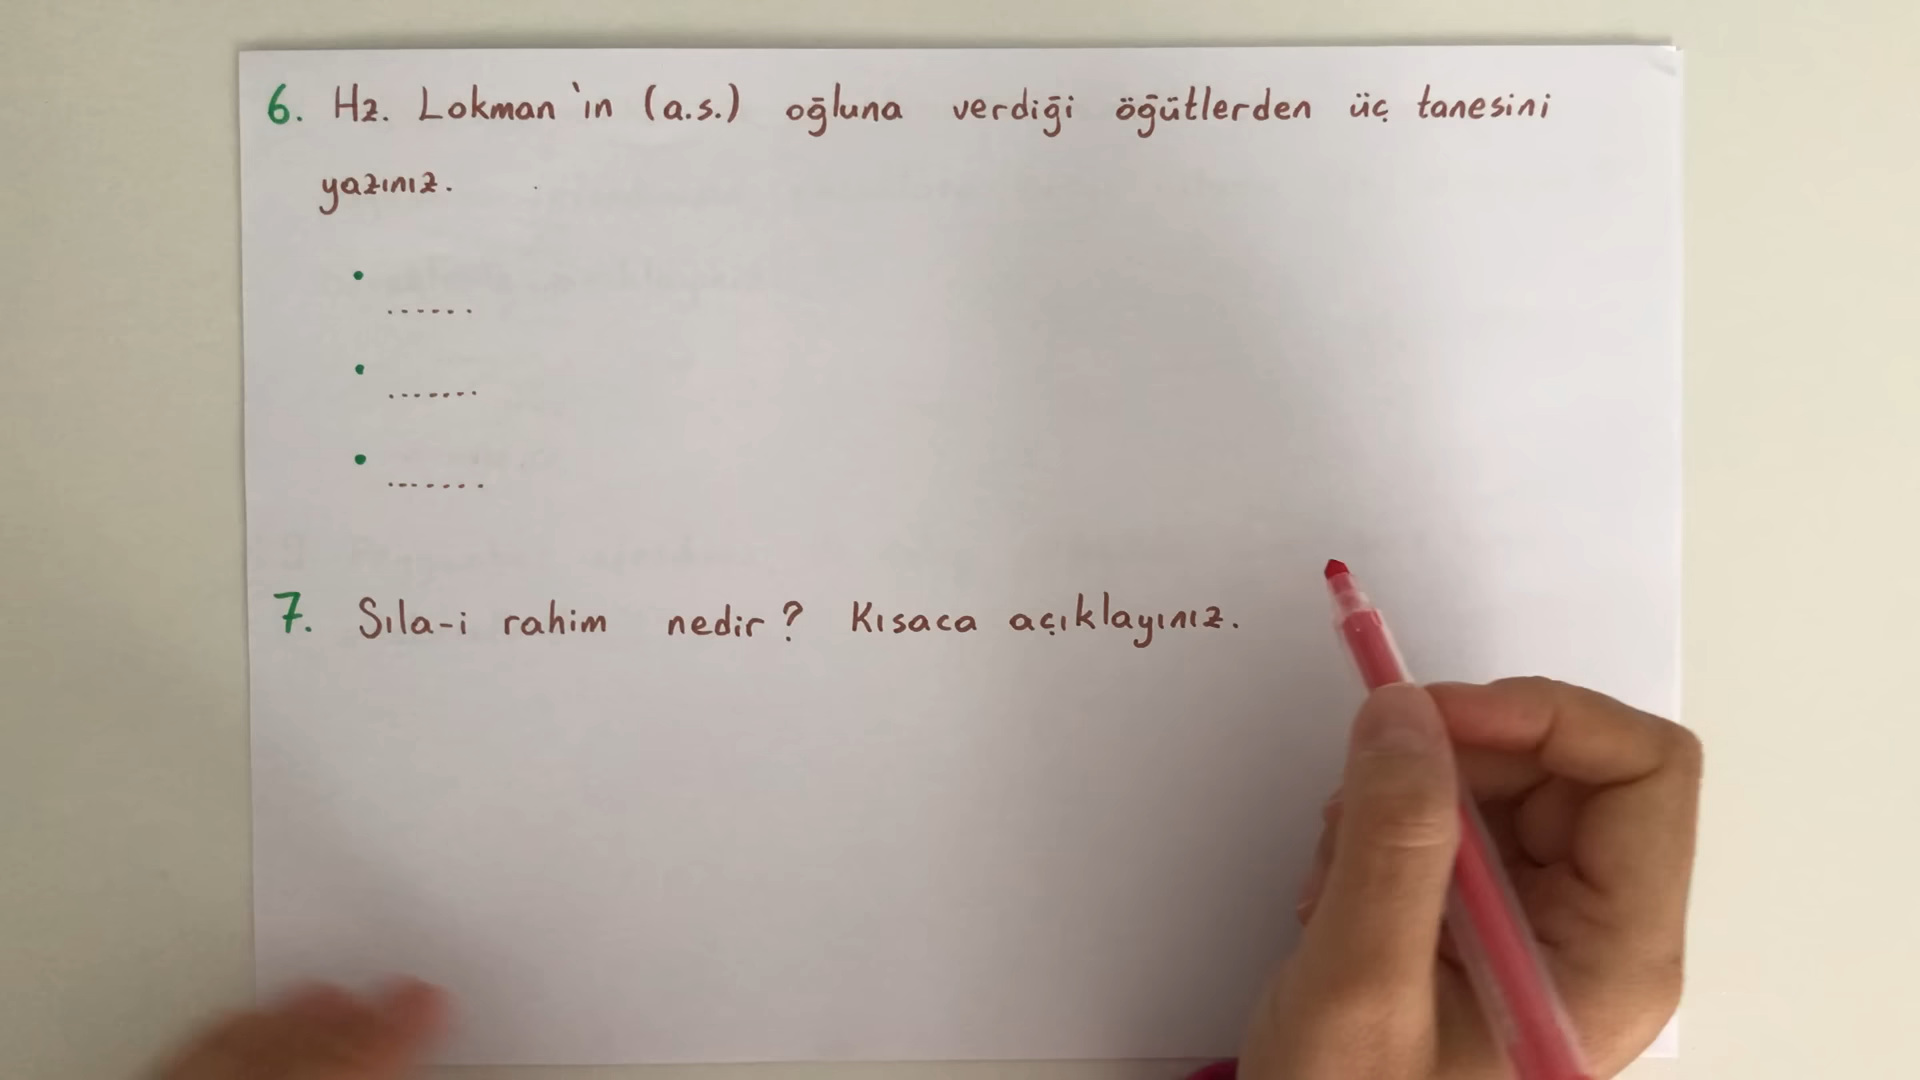 6. Hz. Lokman'ın (a.s.) oğluna verdiği öğütlerden üç tanesini
yazınız.
• ......
• .......
• .......
7. Sıla-i rahim nedir? Kısaca açıklayınız.